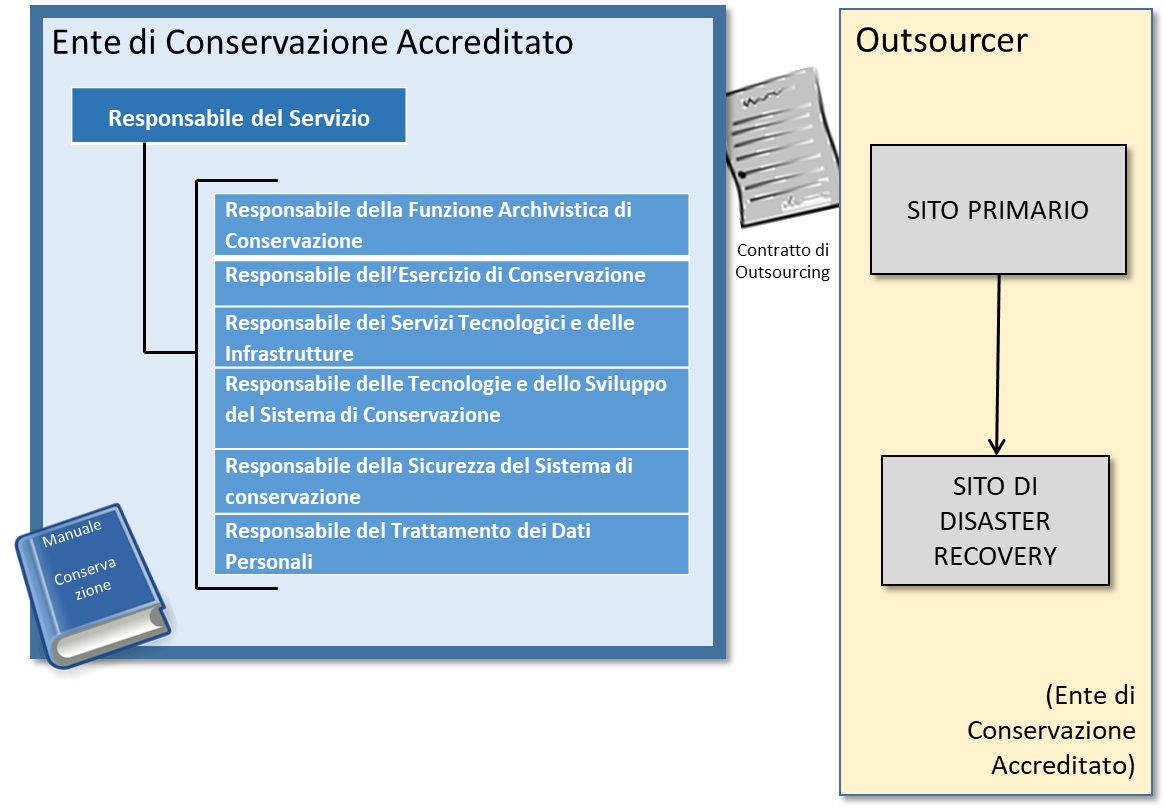 Ente di Conservazione Accreditato
Responsabile del Servizio
Responsabile della Funzione Archivistica di
Conservazione
Responsabile dell’Esercizio di Conservazione
Responsabile dei Servizi Tecnologici e delle
Infrastrutture
Responsabile delle Tecnologie e dello Sviluppo
del Sistema di Conservazione
Responsabile della Sicurezza del Sistema di
conservazione
Responsabile del Trattamento dei Dati
Personali
Manuale
Conserva
zione
Contratto di
Outsourcing
Outsourcer
SITO PRIMARIO
SITO DI
DISASTER
RECOVERY
(Ente di
Conservazione
Accreditato)